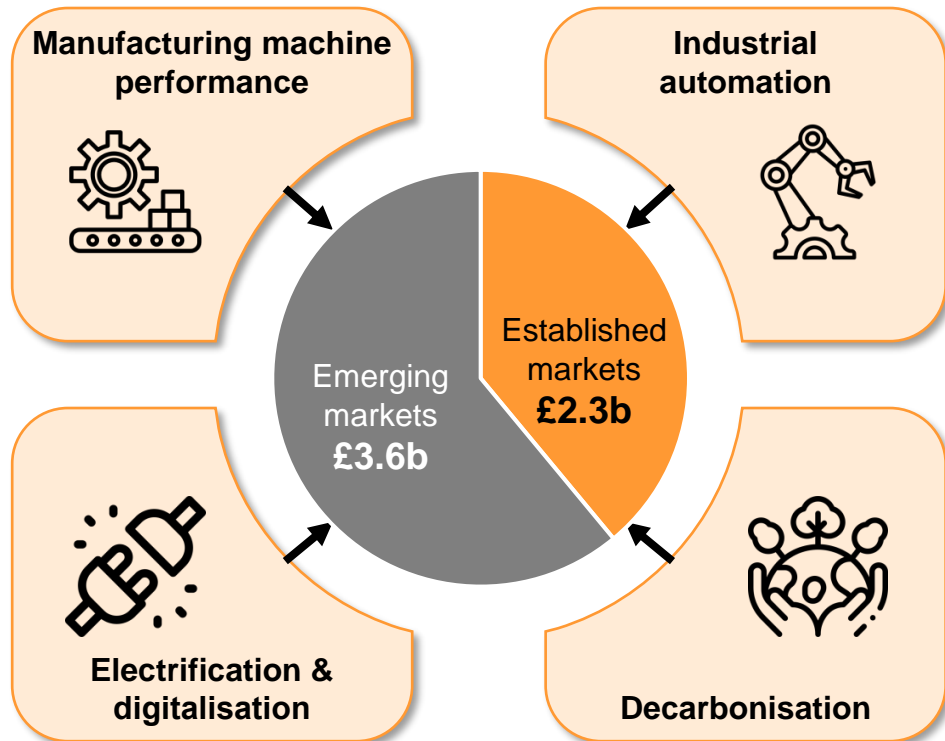 Manufacturing machine
performance
Industrial
automation
Emerging
markets
£3.6b
Established
markets
£2.3b
Electrification &
digitalisation
Decarbonisation